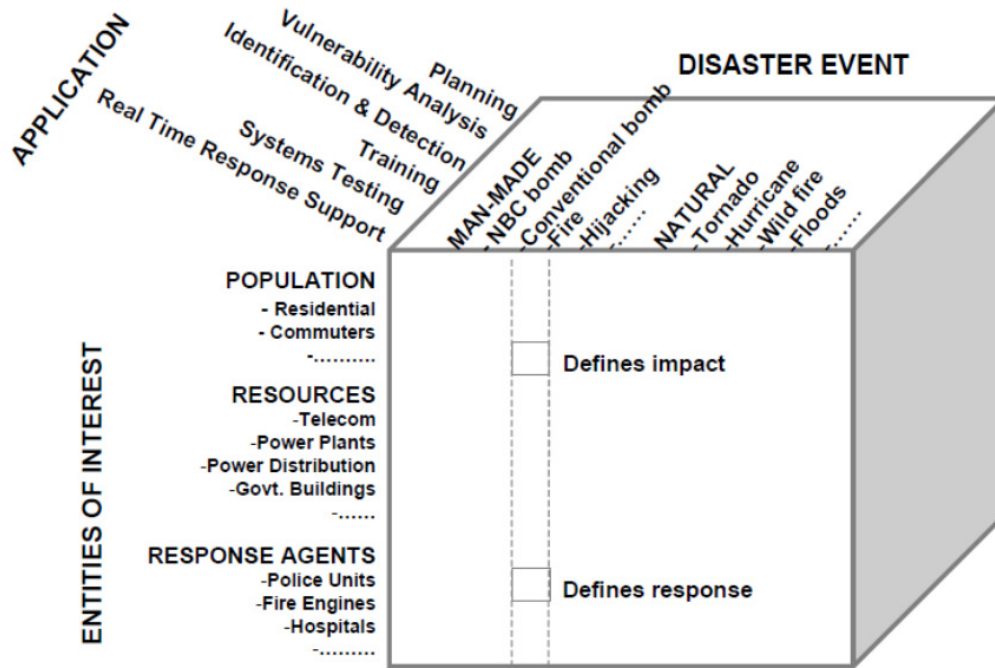 APPLICATION
Planning
Vulnerability Analysis
Identification & Detection
Training
Systems Testing
Real Time Response Support
DISASTER EVENT
MAN-MADE
- NBC bomb
-Conventional bomb
-Fire
-Hijacking
-......
NATURAL
-Tornado
-Hurricane
-Wild fire
-Floods
-.......
ENTITIES OF INTEREST
POPULATION
- Residential
- Commuters
-..........
Defines impact
RESOURCES
-Telecom
-Power Plants
-Power Distribution
-Govt. Buildings
-......
RESPONSE AGENTS
-Police Units
-Fire Engines
-Hospitals
-.........
Defines response